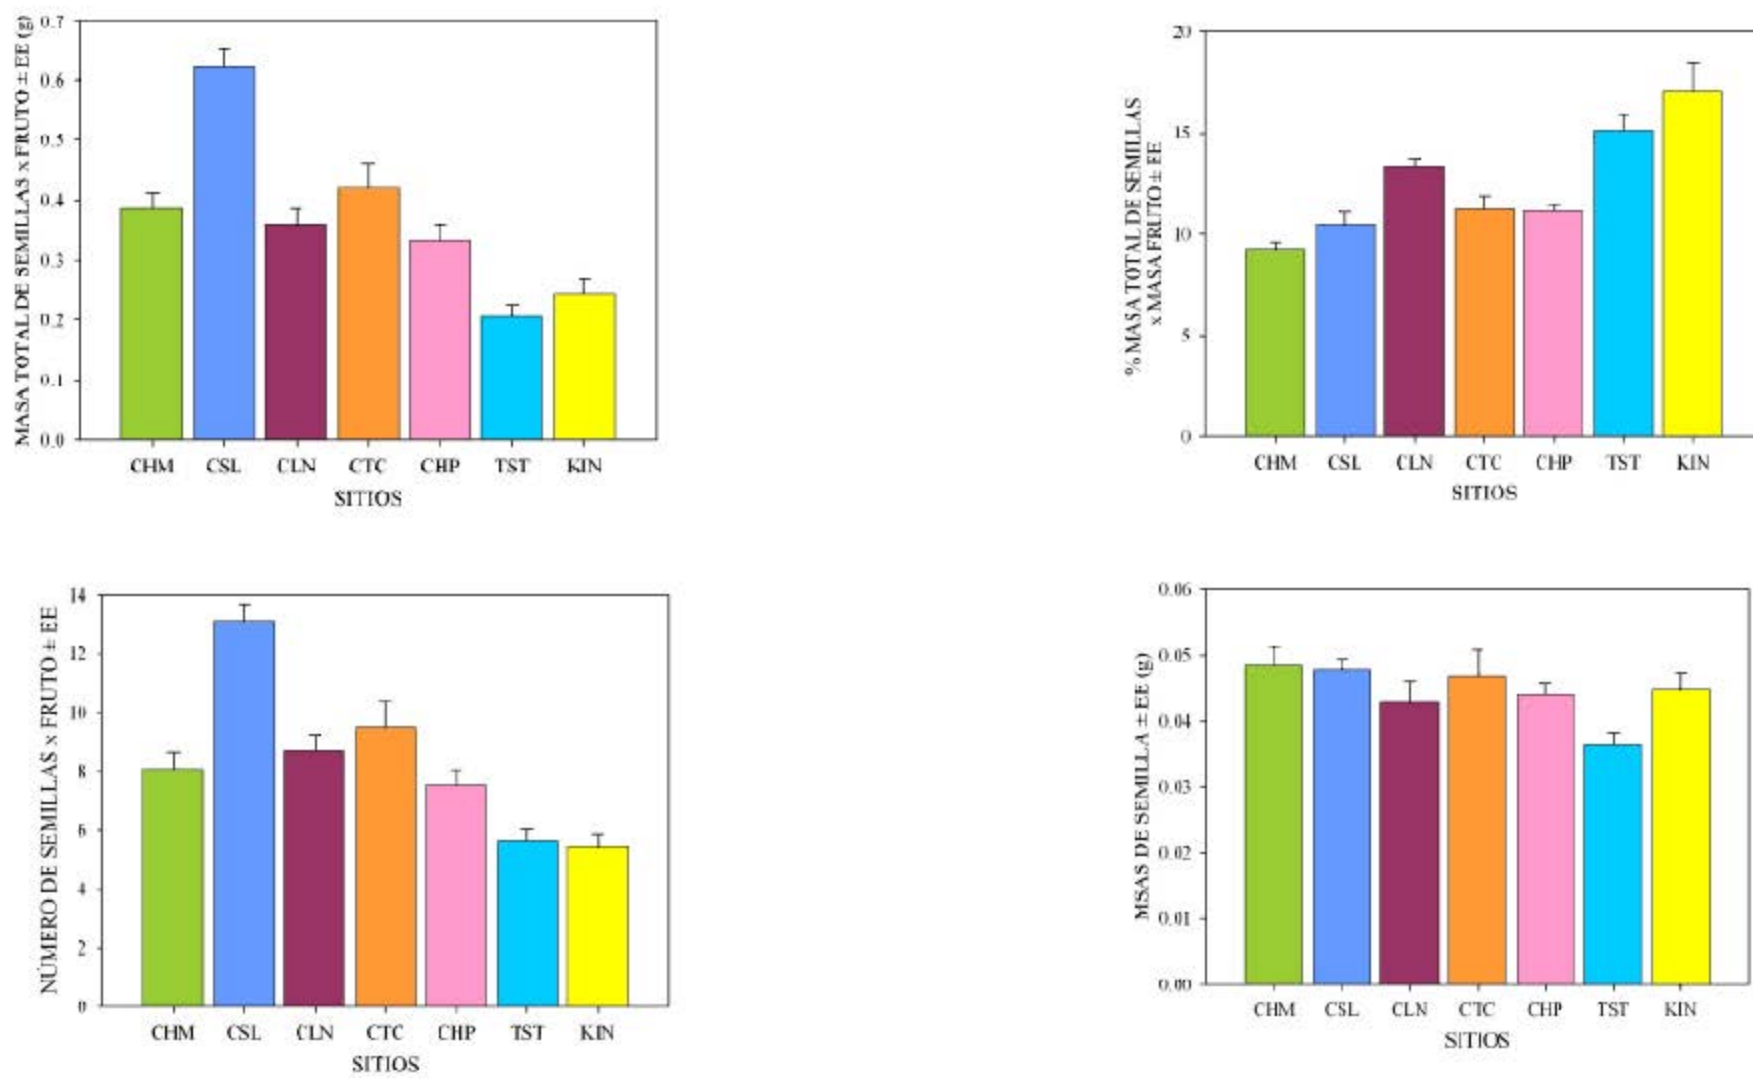 MASA TOTAL DE SEMILLAS x FRUTO ± EE (g)
0.7
0.6
0.5
0.4
0.3
0.2
0.1
0.0
CHM CSL CLN CTC CHP TST KIN
SITIOS
% MASA TOTAL DE SEMILLAS
x MASA FRUTO ± EE
20
15
10
5
0
CHM CSL CLN CTC CHP TST KIN
SITIOS
NÚMERO DE SEMILLAS x FRUTO ± EE
14
12
10
8
6
4
2
0
CHM CSL CLN CTC CHP TST KIN
SITIOS
MSAS DE SEMILLA ± EE (g)
0.06
0.05
0.04
0.03
0.02
0.01
0.00
CHM CSL CLN CTC CHP TST KIN
SITIOS